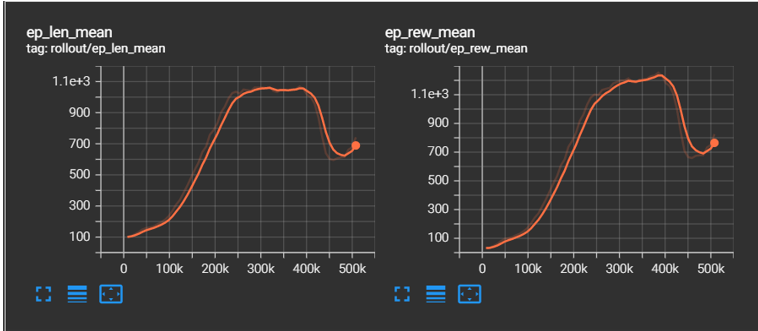 ep_len_mean
tag: rollout/ep_len_mean
1.1e+3
900
700
500
300
100
0 100k 200k 300k 400k 500k
ep_rew_mean
tag: rollout/ep_rew_mean
1.1e+3
900
700
500
300
100
0 100k 200k 300k 400k 500k